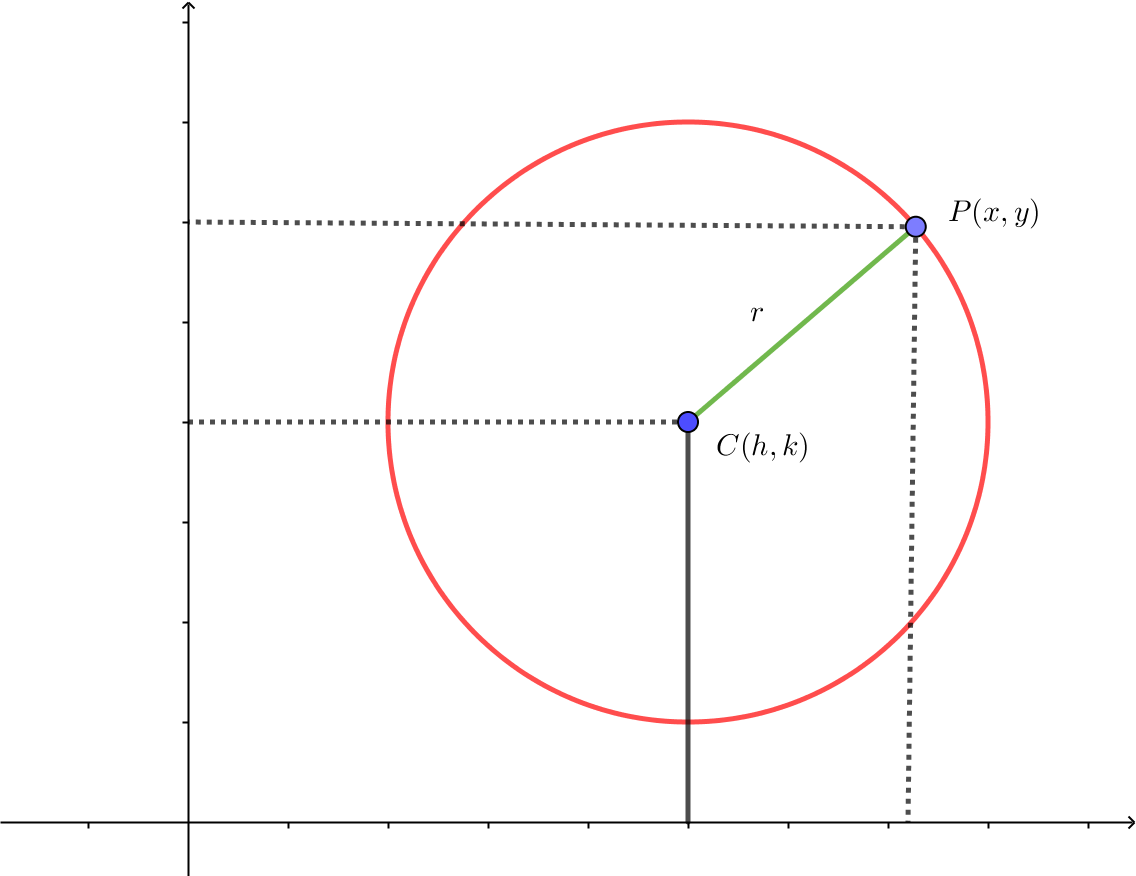 P(x, y)
r
C(h, k)